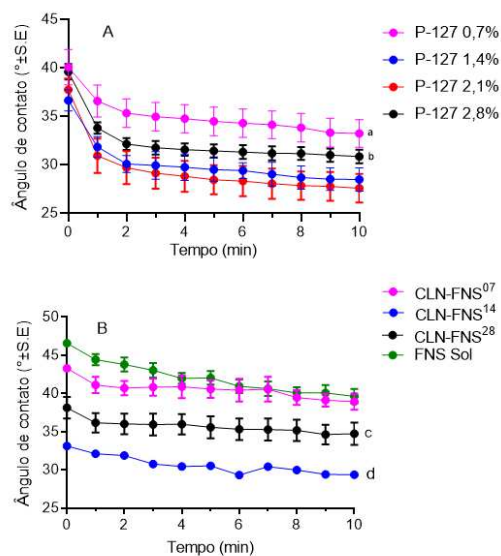 A
P-127 0,7%
P-127 1,4%
P-127 2,1%
P-127 2,8%
Ângulo de contato (°±S.E)
45
40
35
30
25
a
b
0 2 4 6 8 10
Tempo (min)
B
CLN-FNS⁰⁷
CLN-FNS¹⁴
CLN-FNS²⁸
FNS Sol
Ângulo de contato (°±S.E)
50
45
40
35
30
25
c
d
0 2 4 6 8 10
Tempo (min)